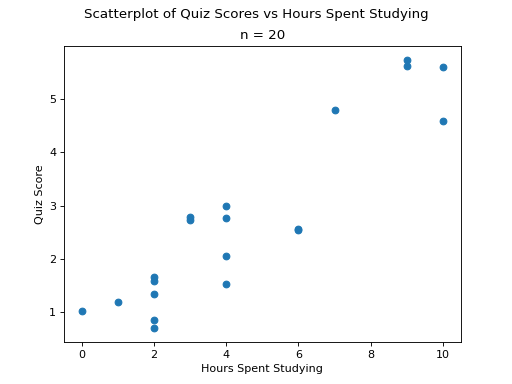 Scatterplot of Quiz Scores vs Hours Spent Studying
n = 20
5
4
3
2
1
Quiz Score
0 2 4 6 8 10
Hours Spent Studying